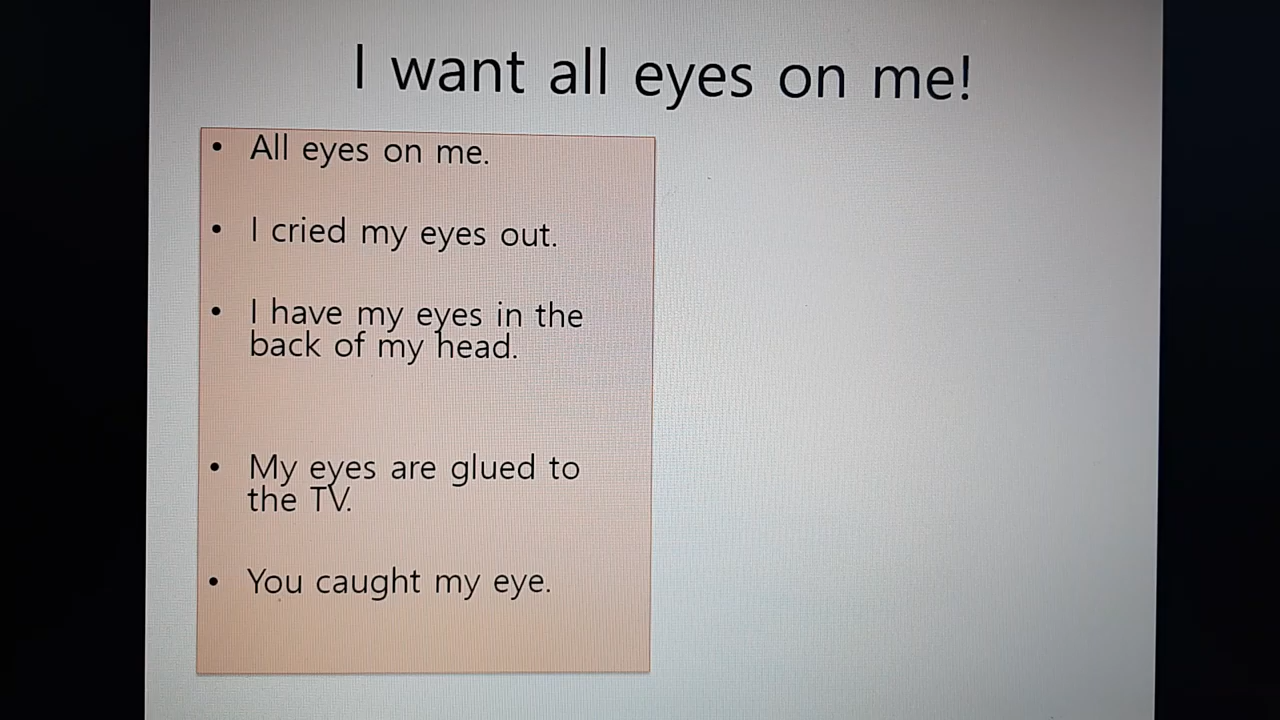 I want all eyes on me!
• All eyes on me.
• I cried my eyes out.
• I have my eyes in the
back of my head.
• My eyes are glued to
the TV.
• You caught my eye.